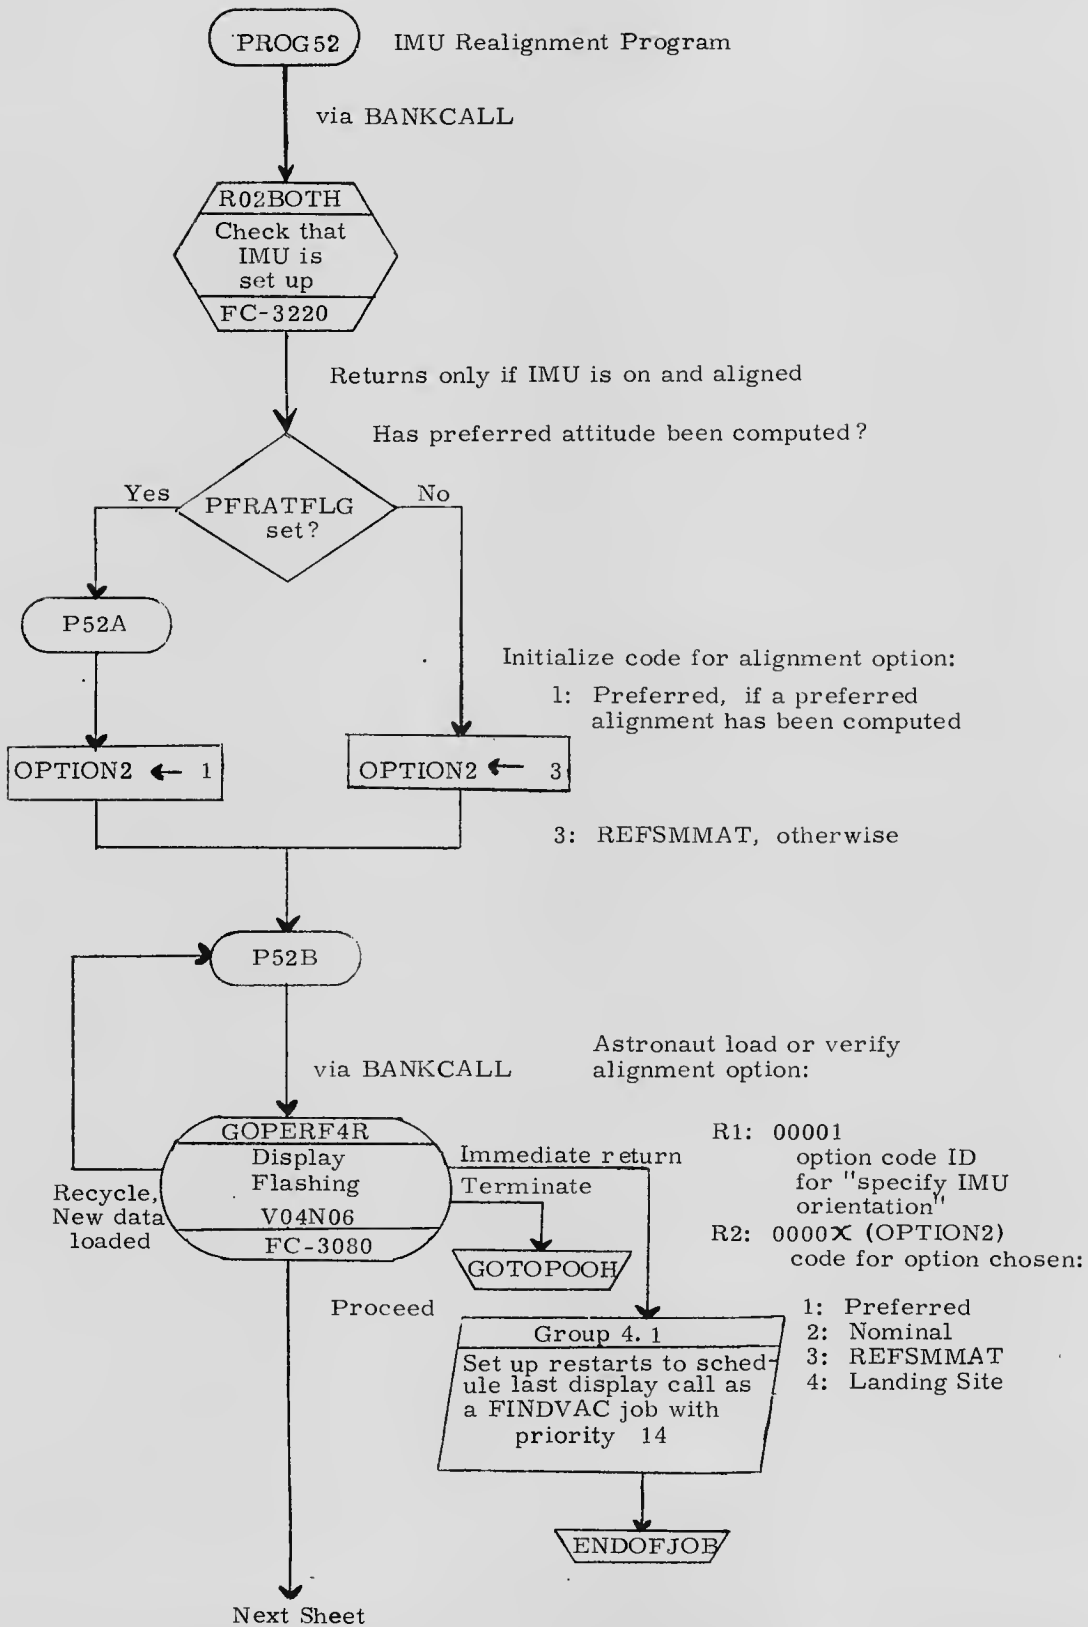 PROG52
IMU Realignment Program
via BANKCALL
R02BOTH
Check that
IMU is
set up
FC-3220
Returns only if IMU is on and aligned
Has preferred attitude been computed?
Yes
No
PFRATFLG
set?
P52A
Initialize code for alignment option:
1: Preferred, if a preferred
alignment has been computed
OPTION2 ← 1
OPTION2 ← 3
3: REFSMMAT, otherwise
P52B
via BANKCALL
Astronaut load or verify
alignment option:
GOPERF4R
Display
Flashing
V04N06
FC-3080
Recycle,
New data
loaded
Immediate return
Terminate
GOTOPOOH
Proceed
R1: 00001
option code ID
for "specify IMU
orientation"
R2: 0000X (OPTION2)
code for option chosen:
1: Preferred
2: Nominal
3: REFSMMAT
4: Landing Site
Group 4.1
Set up restarts to sched-
ule last display call as
a FINDVAC job with
priority 14
ENDOFJOB
Next Sheet